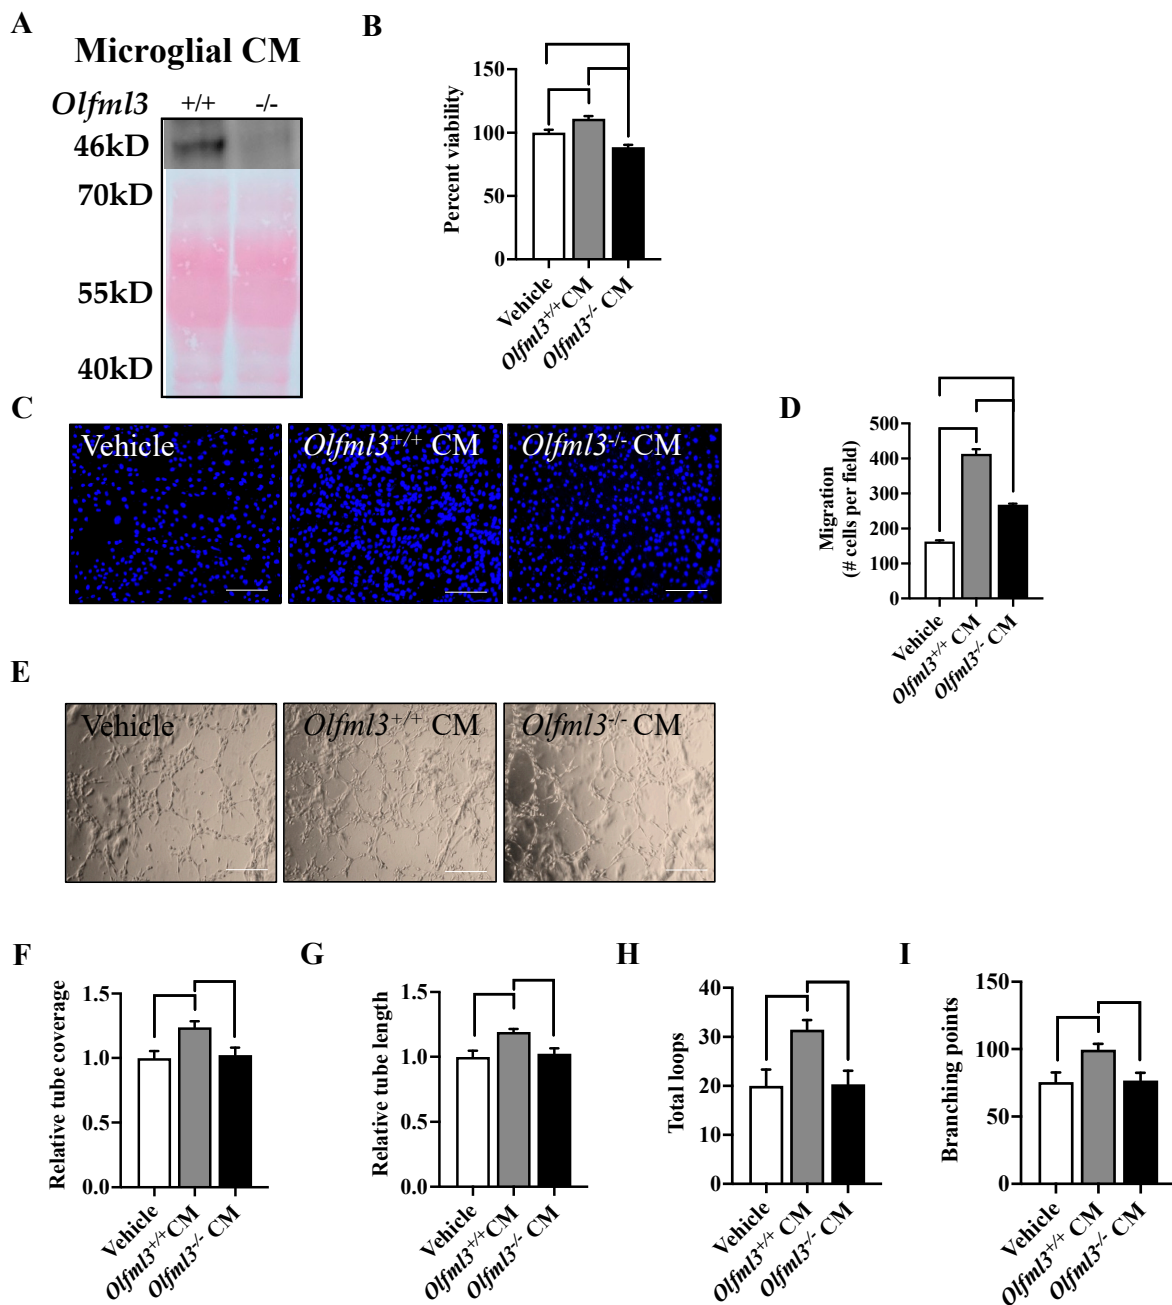 A
Microglial CM
Olfml3 +/+ -/-
46kD
70kD
55kD
40kD
B
Percent viability
150
100
50
0
Vehicle
Olfml3+/+CM
Olfml3-/- CM
C
Vehicle
Olfml3+/+ CM
Olfml3-/- CM
D
Migration
(# cells per field)
500
400
300
200
100
0
Vehicle
Olfml3+/+ CM
Olfml3-/- CM
E
Vehicle
Olfml3+/+ CM
Olfml3-/- CM
F
Relative tube coverage
1.5
1.0
0.5
0.0
Vehicle
Olfml3+/+CM
Olfml3-/- CM
G
Relative tube length
1.5
1.0
0.5
0.0
Vehicle
Olfml3+/+CM
Olfml3-/- CM
H
Total loops
40
30
20
10
0
Vehicle
Olfml3+/+ CM
Olfml3-/- CM
I
Branching points
150
100
50
0
Vehicle
Olfml3+/+ CM
Olfml3-/- CM